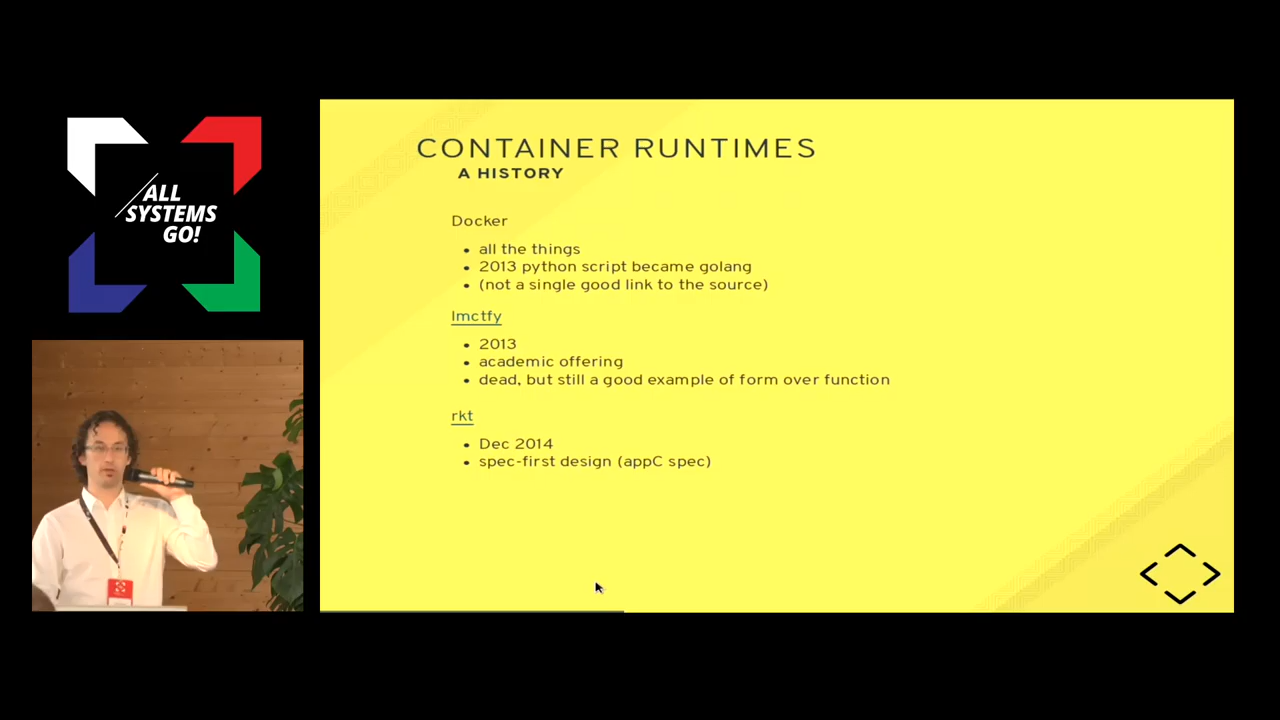 ALL
SYSTEMS
GO!
CONTAINER RUNTIMES
A HISTORY
Docker
• all the things
• 2013 python script became golang
• (not a single good link to the source)
lmctfy
• 2013
• academic offering
• dead, but still a good example of form over function
rkt
• Dec 2014
• spec-first design (appC spec)